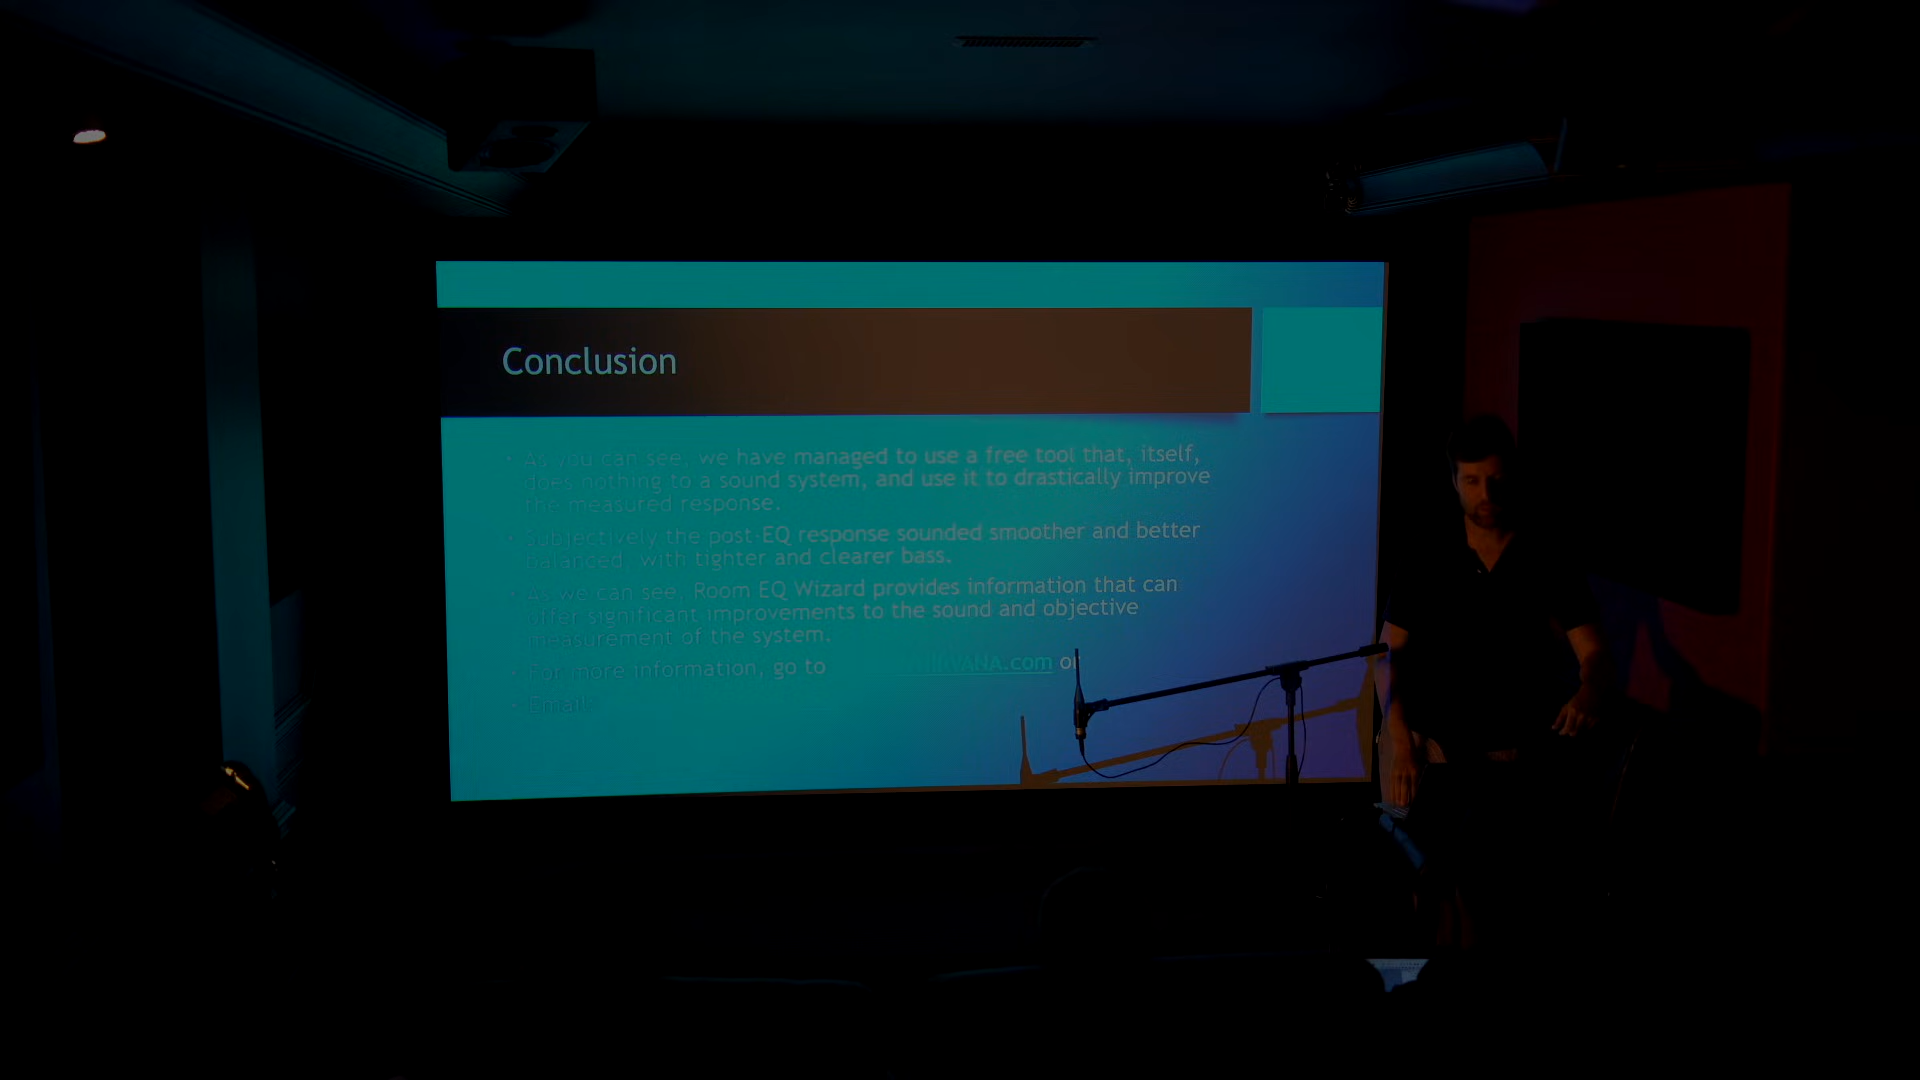 Conclusion
• As you can see, we have managed to use a free tool that, itself,
does nothing to a sound system, and use it to drastically improve
the measured response.
• Subjectively the post-EQ response sounded smoother and better
balanced, with tighter and clearer bass.
• As we can see, Room EQ Wizard provides information that can
offer significant improvements to the sound and objective
measurement of the system.
• For more information, go to or
• Email: